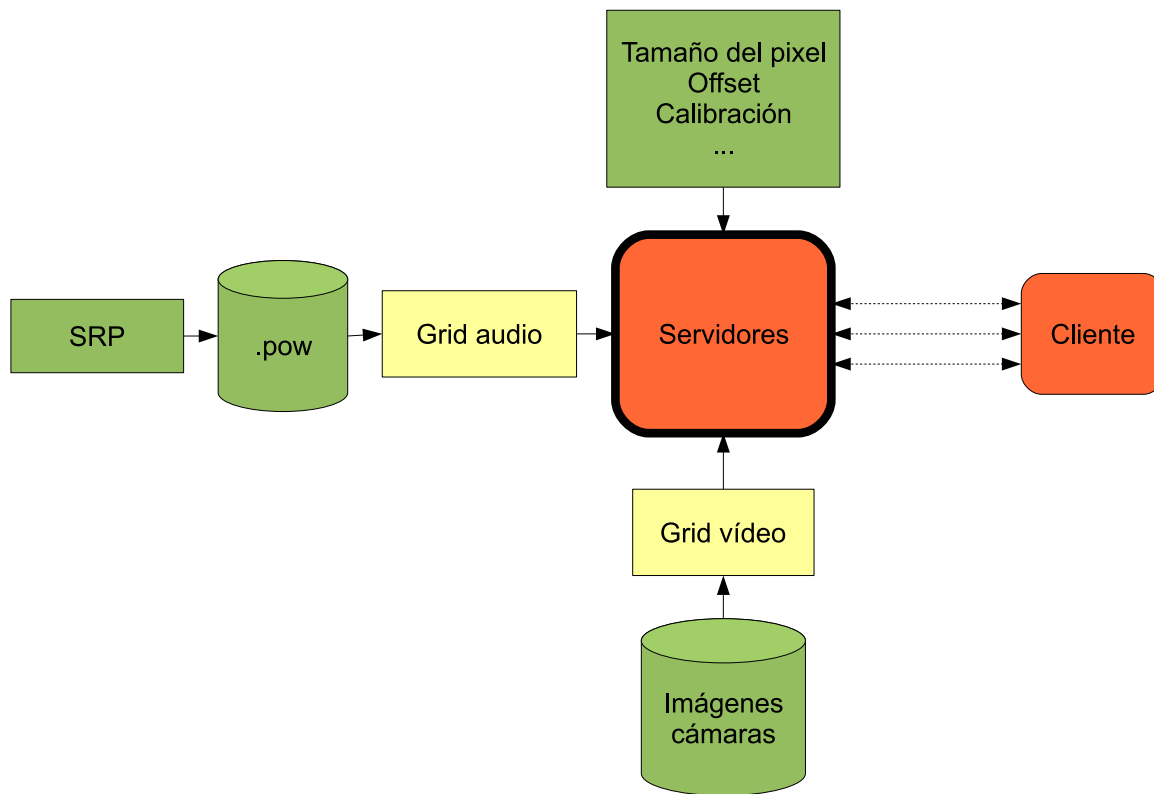 Tamaño del pixel
Offset
Calibración
...
SRP
.pow
Grid audio
Servidores
Cliente
Grid vídeo
Imágenes
cámaras